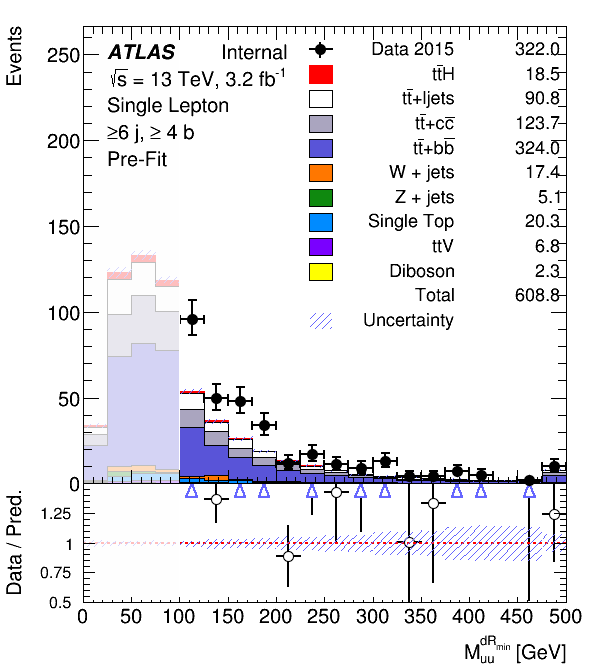 Events
ATLAS Internal
√s = 13 TeV, 3.2 fb⁻¹
Single Lepton
≥6 j, ≥ 4 b
Pre-Fit
Data 2015 322.0
tt̄H 18.5
tt̄+ljets 90.8
tt̄+cc̄ 123.7
tt̄+bb̄ 324.0
W + jets 17.4
Z + jets 5.1
Single Top 20.3
ttV 6.8
Diboson 2.3
Total 608.8
Uncertainty
250
200
150
100
50
0
Data / Pred.
1.25
1
0.75
0.5
0 50 100 150 200 250 300 350 400 450 500
M_uu^dR_min [GeV]